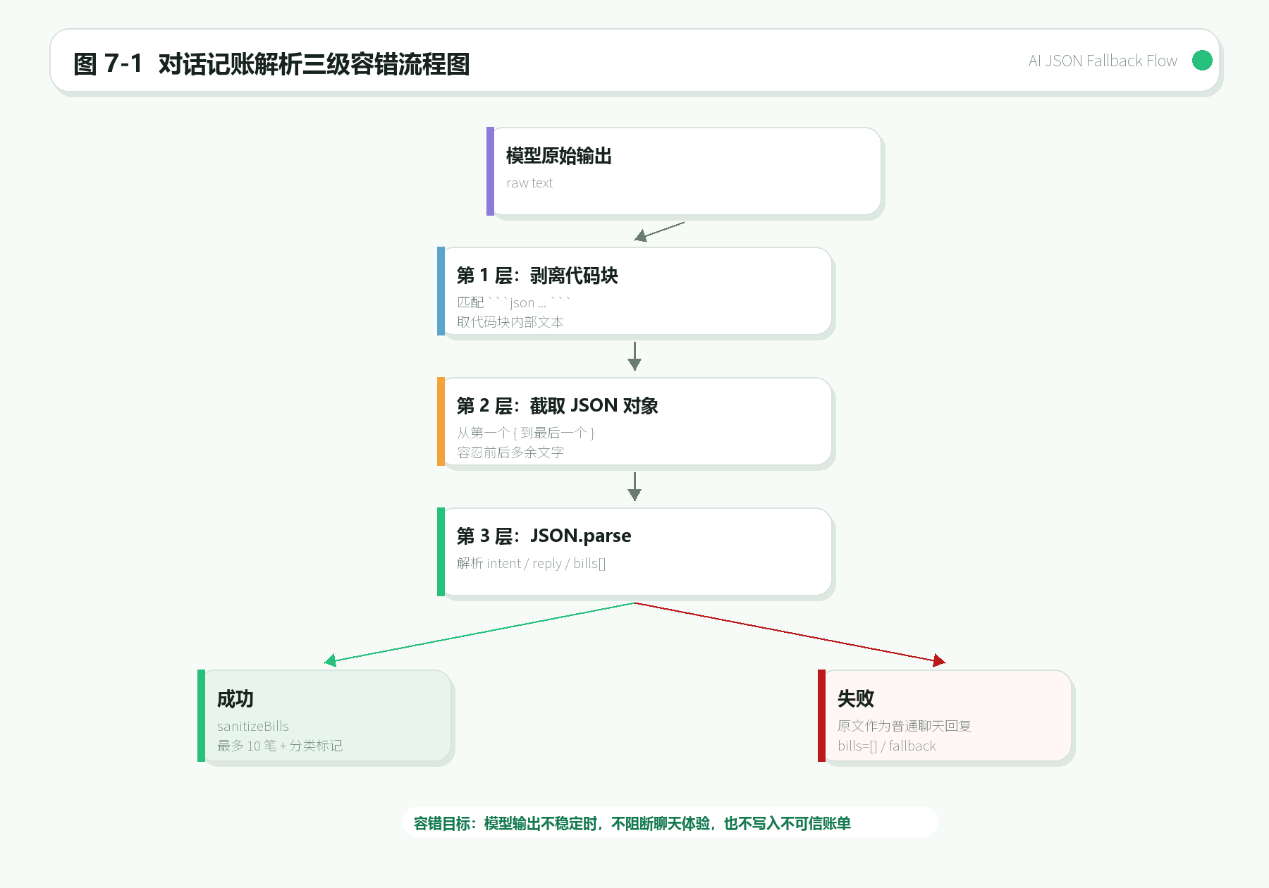 图 7-1 对话记账解析三级容错流程图
AI JSON Fallback Flow
模型原始输出
raw text
第 1 层：剥离代码块
匹配 ```json ... ```
取代码块内部文本
第 2 层：截取 JSON 对象
从第一个 { 到最后一个 }
容忍前后多余文字
第 3 层：JSON.parse
解析 intent / reply / bills[]
成功
sanitizeBills
最多 10 笔 + 分类标记
失败
原文作为普通聊天回复
bills=[] / fallback
容错目标：模型输出不稳定时，不阻断聊天体验，也不写入不可信账单